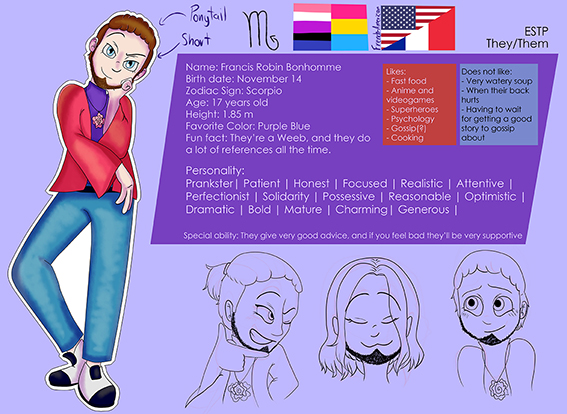 Ponytail
Short
French/American
ESTP
They/Them
Name: Francis Robin Bonhomme
Birth date: November 14
Zodiac Sign: Scorpio
Age: 17 years old
Height: 1.85 m
Favorite Color: Purple Blue
Fun fact: They're a Weeb, and they do
a lot of references all the time.
Likes:
- Fast food
- Anime and
videogames
- Superheroes
- Psychology
- Gossip(?)
- Cooking
Does not like:
- Very watery soup
- When their back
hurts
- Having to wait
for getting a good
story to gossip
about
Personality:
Prankster| Patient | Honest | Focused | Realistic | Attentive |
Perfectionist | Solidarity | Possessive | Reasonable | Optimistic |
Dramatic | Bold | Mature | Charming| Generous |
Special ability: They give very good advice, and if you feel bad they'll be very supportive